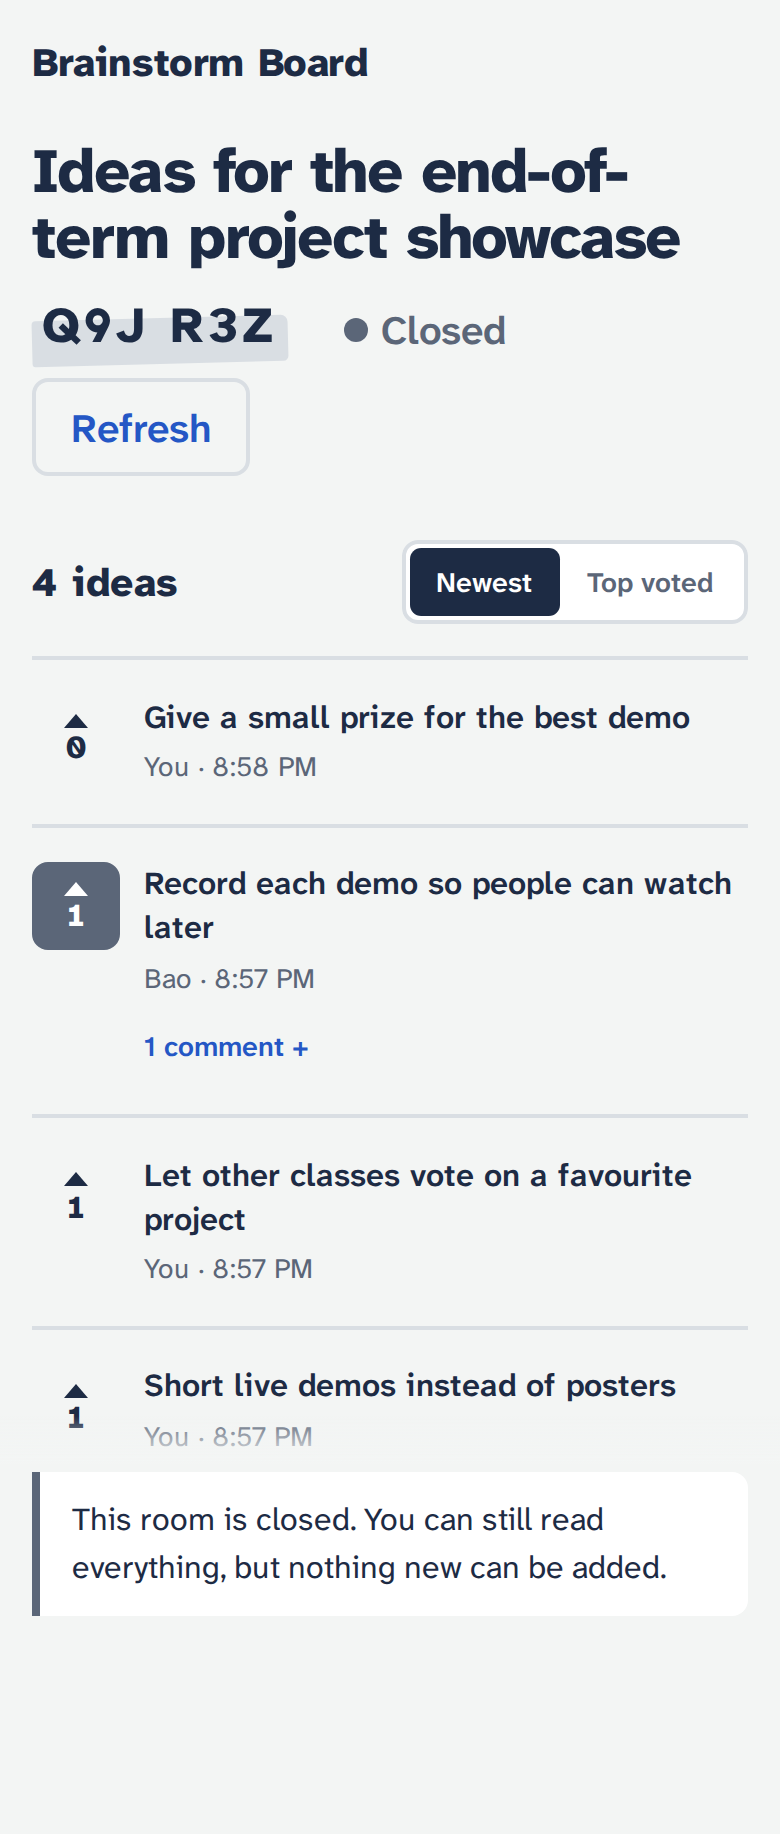 Brainstorm Board
Ideas for the end-of-
term project showcase
Q9J R3Z
Closed
Refresh
4 ideas
Newest
Top voted
0
Give a small prize for the best demo
You · 8:58 PM
1
Record each demo so people can watch
later
Bao · 8:57 PM
1 comment +
1
Let other classes vote on a favourite
project
You · 8:57 PM
1
Short live demos instead of posters
You · 8:57 PM
This room is closed. You can still read
everything, but nothing new can be added.